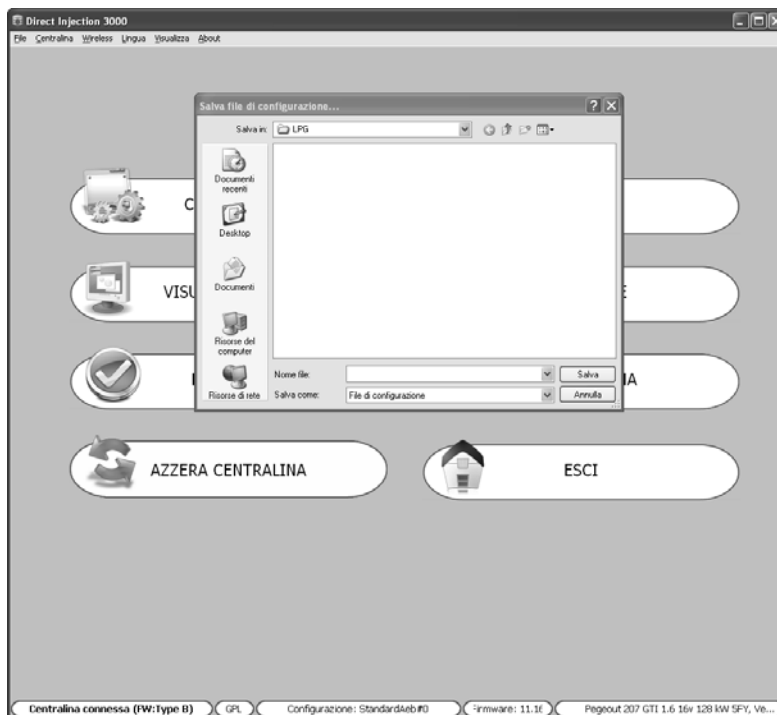 Direct Injection 3000
File Centralina Wireless Lingua Visualizza About
Salva file di configurazione...
Salva in: LPG
Documenti recenti
Desktop
Documenti
Risorse del computer
Risorse di rete
Nome file: Salva
Salva come: File di configurazione Annulla
C
VISU
E
IA
AZZERA CENTRALINA ESCI
Centralina connessa (FW:Type B) GPL Configurazione: StandardAeb#0 Firmware: 11.16 Pegeout 207 GTI 1.6 16v 128 kW 5FY, Ve...